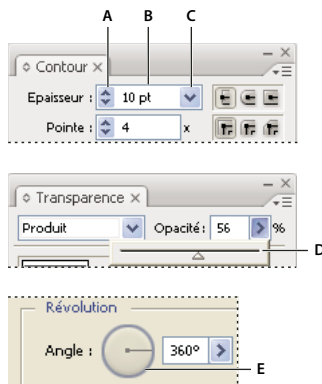 A B C
Contour ×
Epaisseur : 10 pt
Pointe : 4 x
Transparence ×
Produit Opacité : 56 %
D
Révolution
Angle : 360°
E